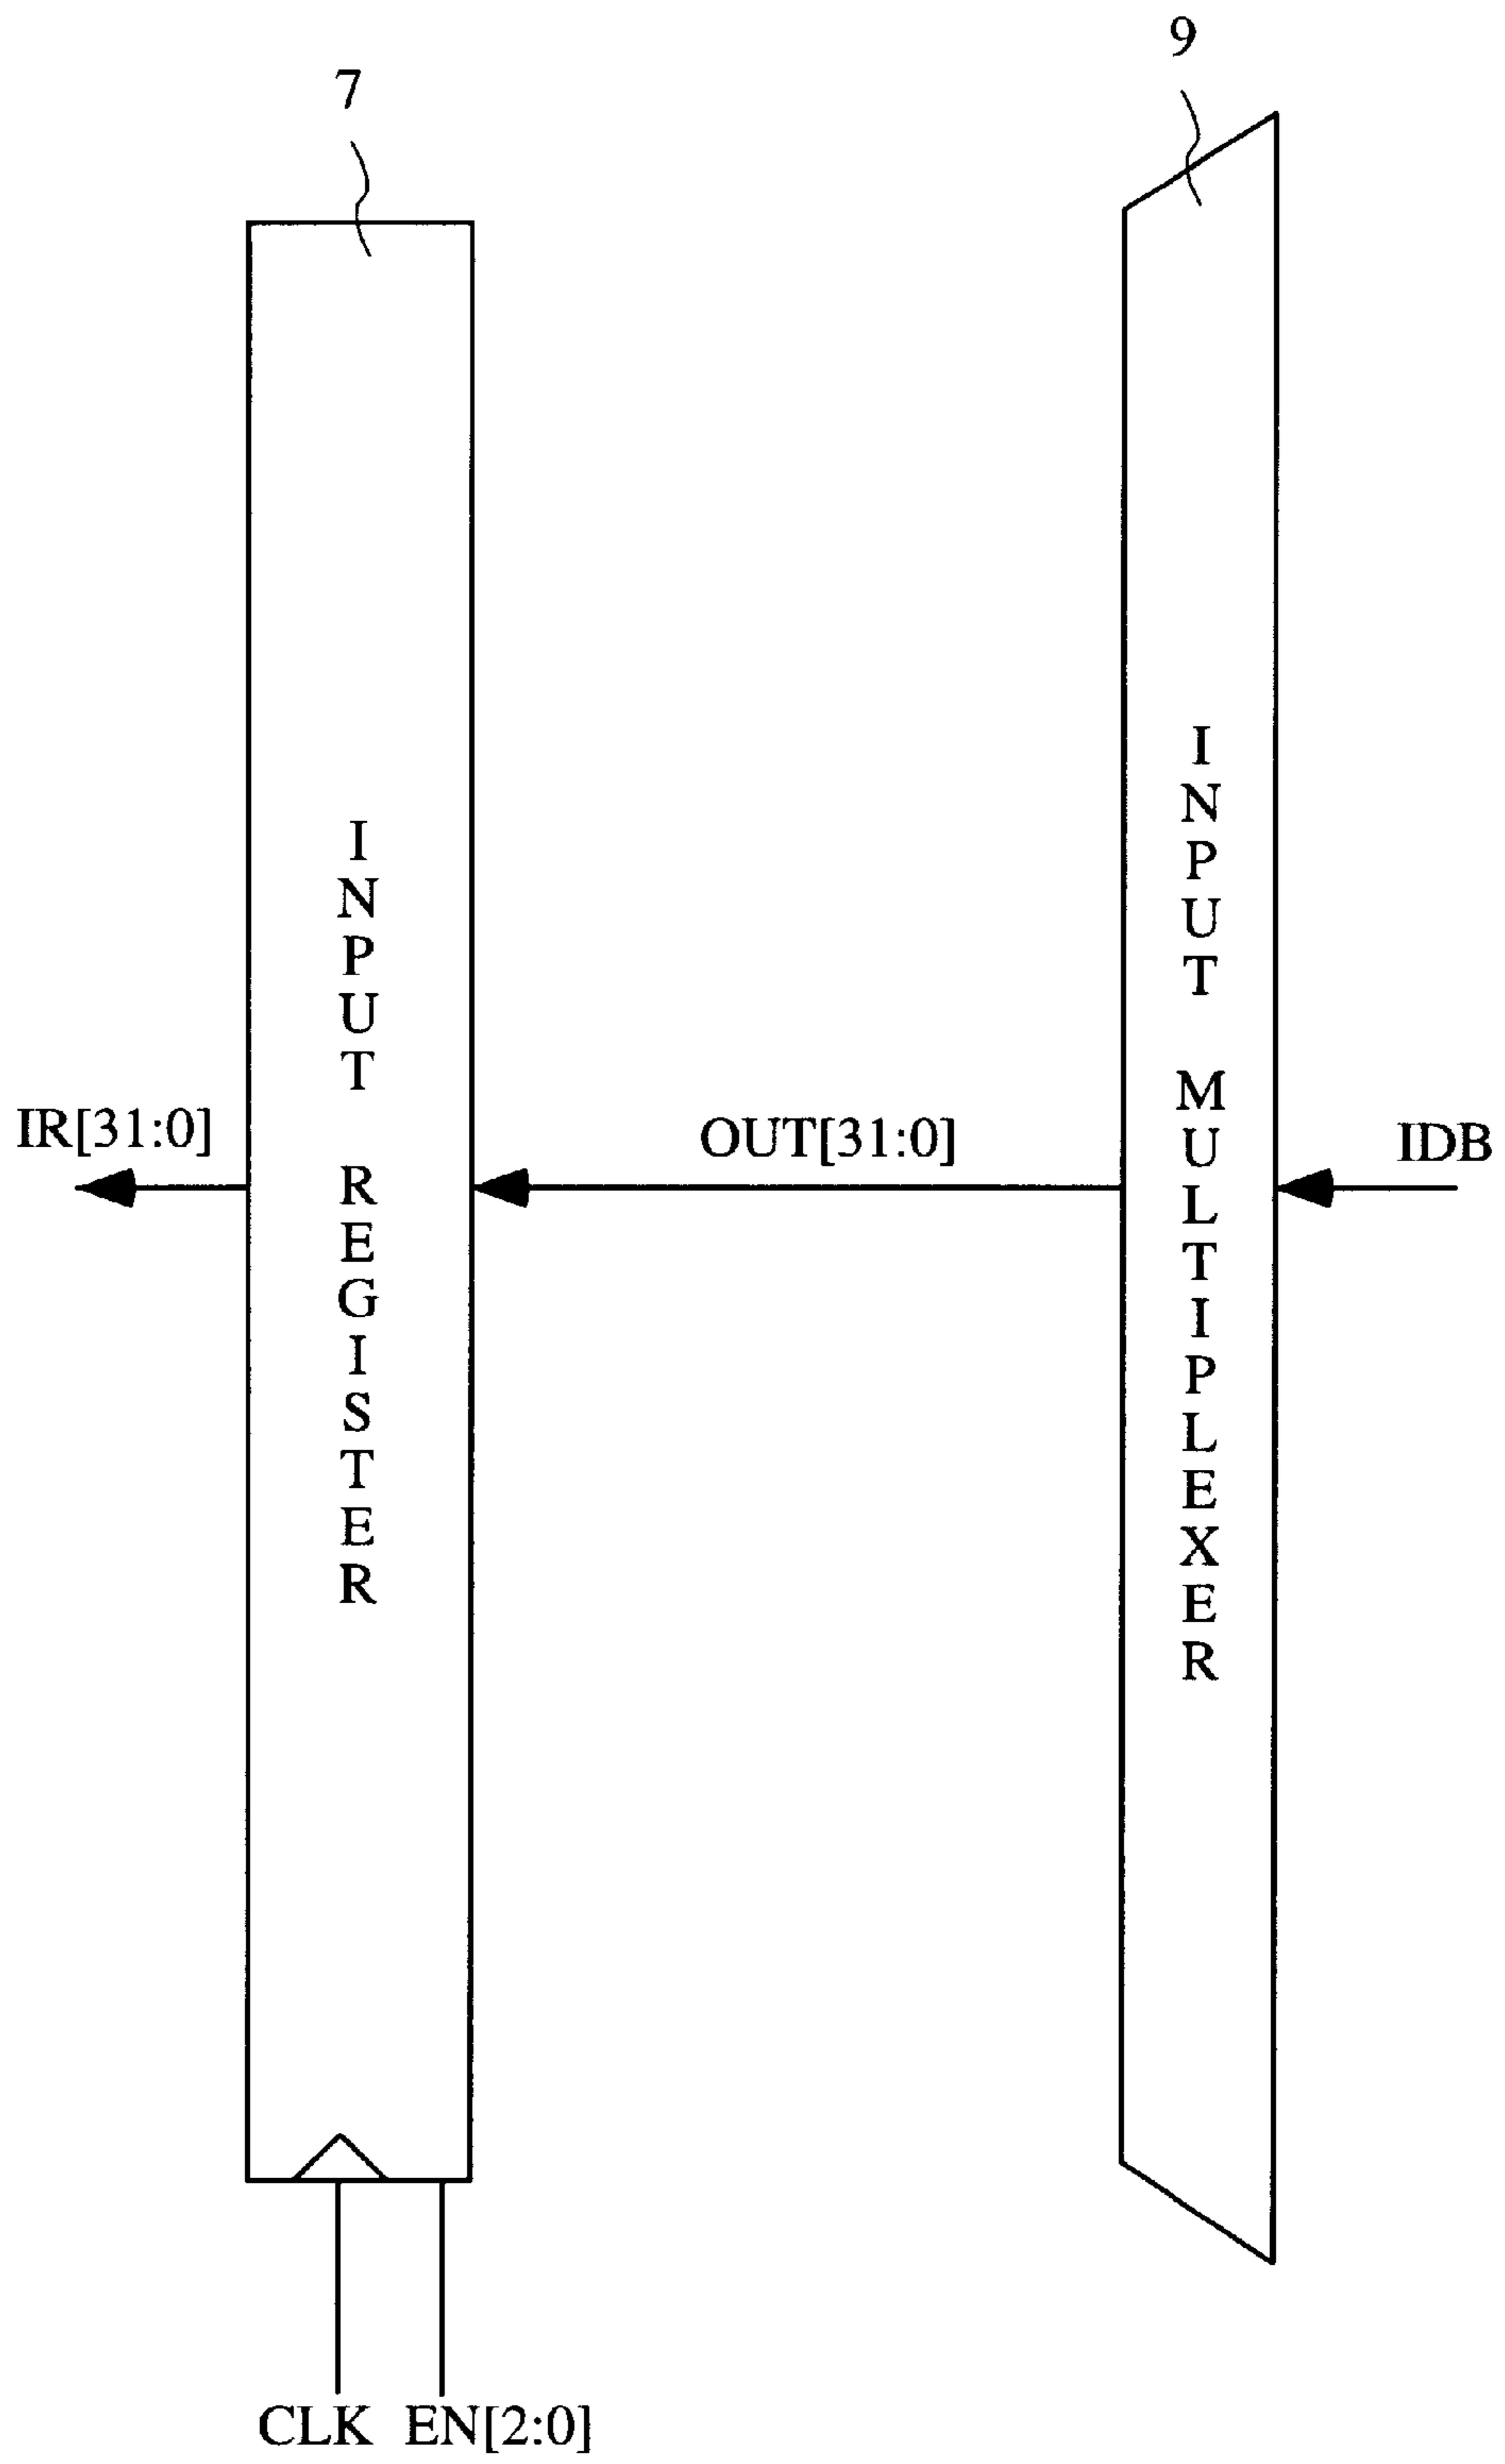 9
7
INPUT REGISTER
INPUT MULTIPLEXER
IR[31:0]
OUT[31:0]
IDB
CLK EN[2:0]